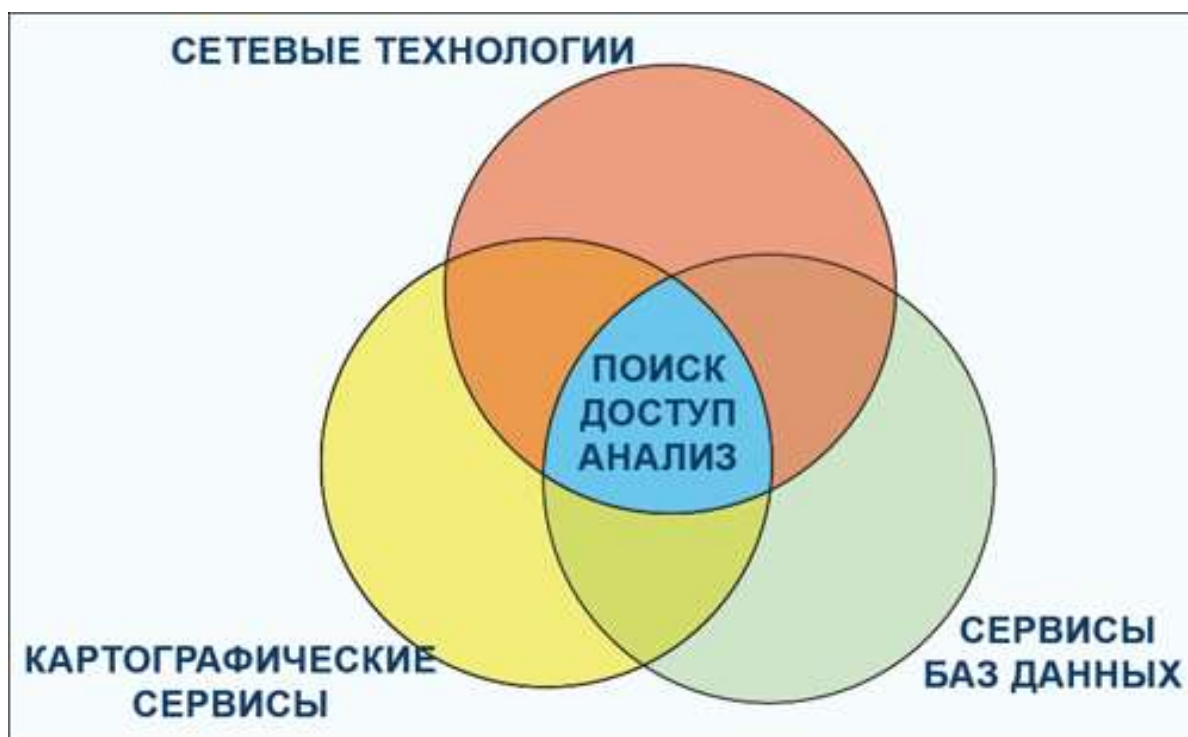 СЕТЕВЫЕ ТЕХНОЛОГИИ
ПОИСК
ДОСТУП
АНАЛИЗ
КАРТОГРАФИЧЕСКИЕ
СЕРВИСЫ
СЕРВИСЫ
БАЗ ДАННЫХ